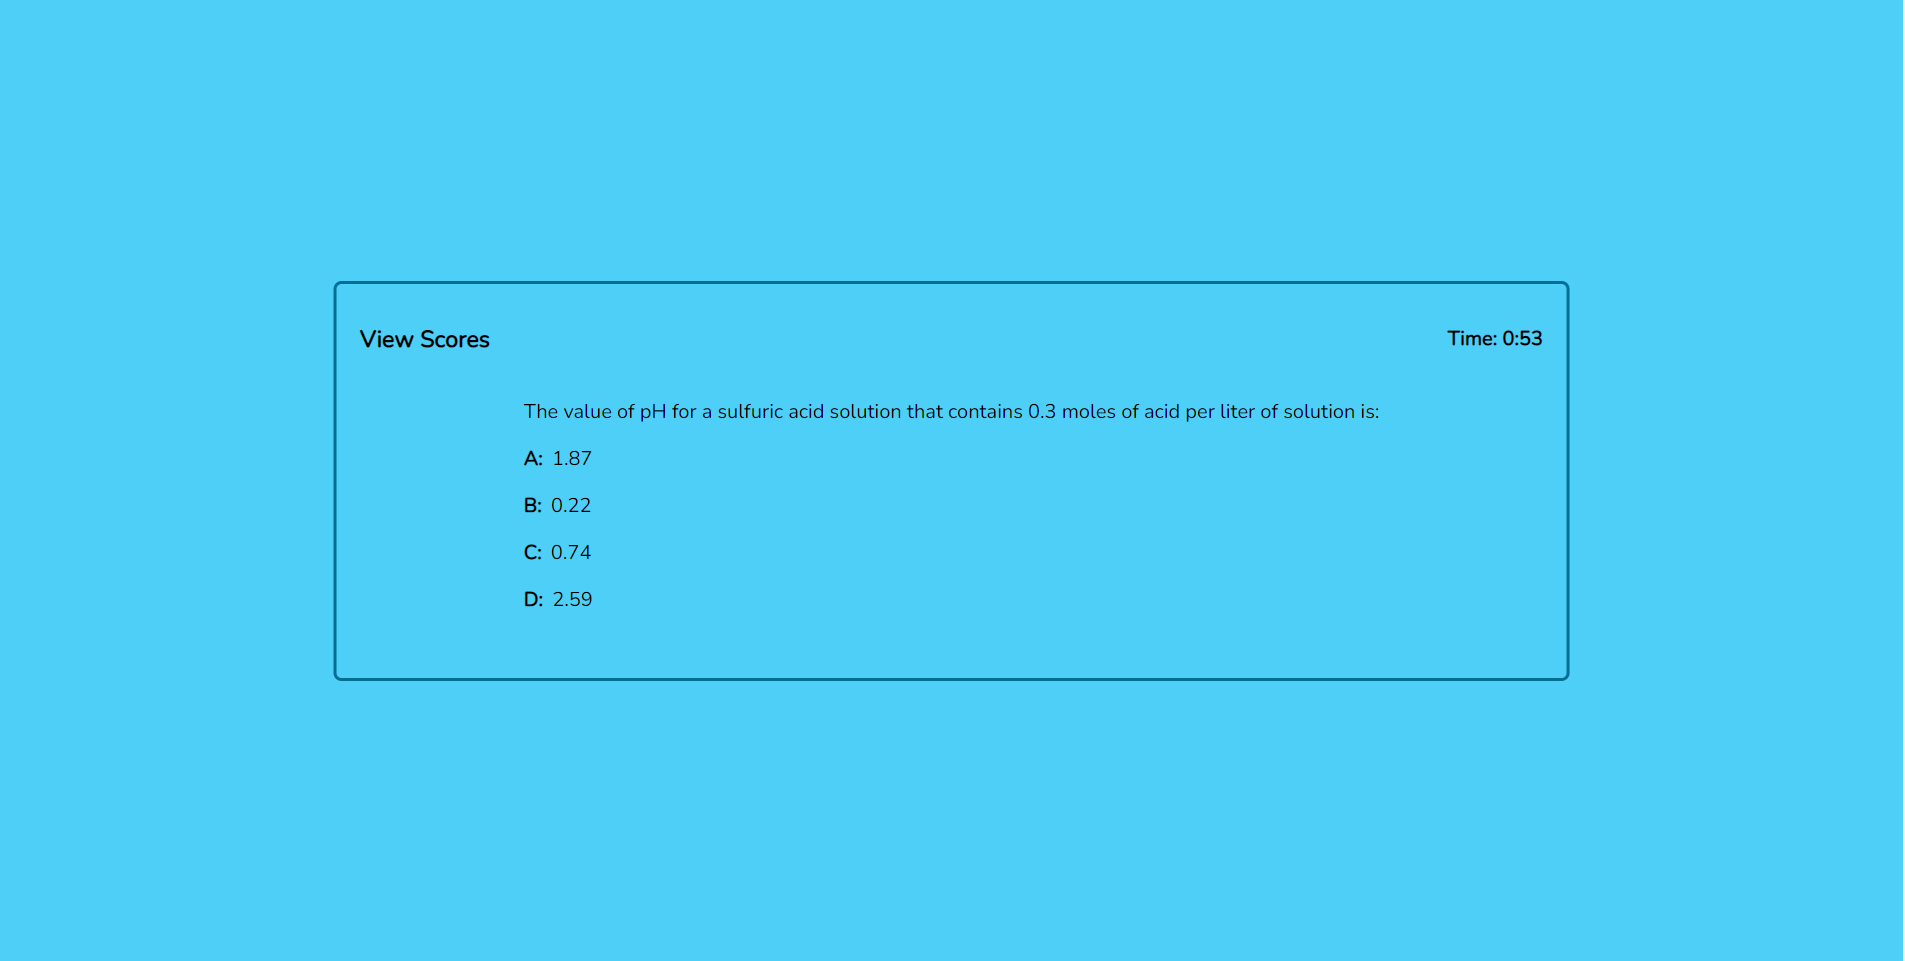 View Scores
Time: 0:53
The value of pH for a sulfuric acid solution that contains 0.3 moles of acid per liter of solution is:
A: 1.87
B: 0.22
C: 0.74
D: 2.59